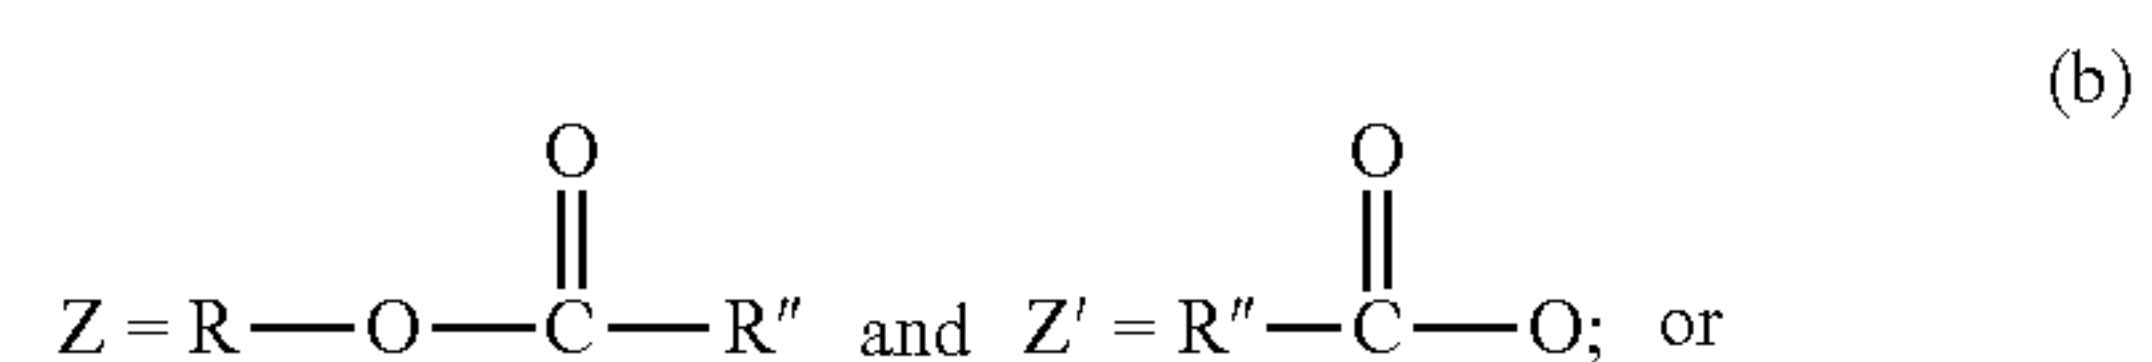 (b)
O O
Z = R—O—C—R″ and Z′ = R″—C—O; or